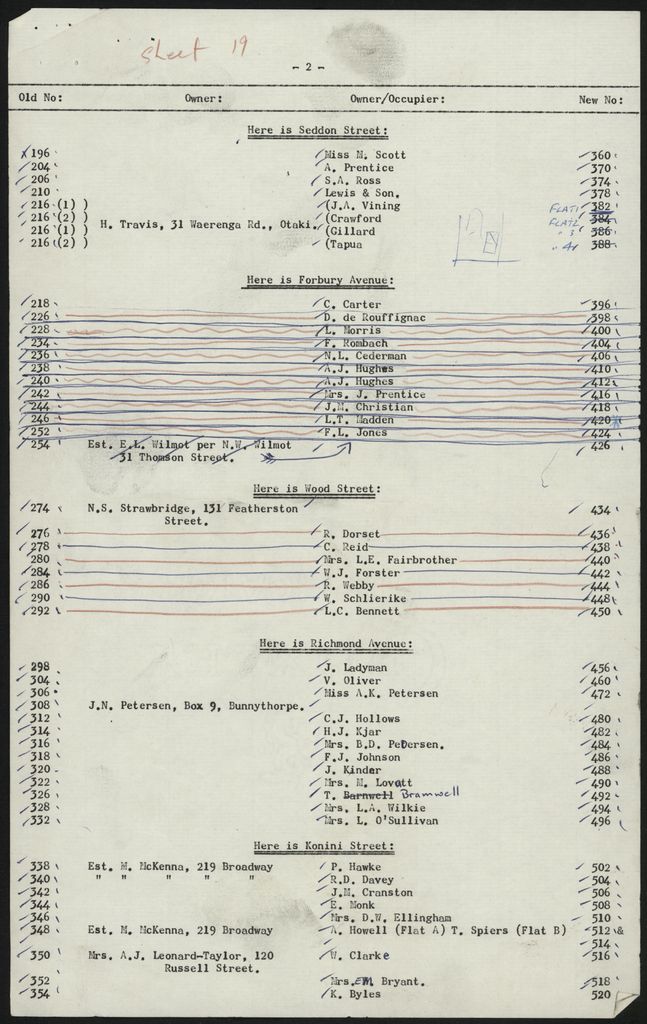 Sheet 19
- 2 -
Old No: Owner: Owner/Occupier: New No:
Here is Seddon Street:
196 Miss M. Scott 360
204 A. Prentice 370
206 S.A. Ross 374
210 Lewis & Son. 378
216 (1) ) (J.A. Vining FLAT1 382
216 (2) ) (Crawford FLAT2 384
216 (1) ) H. Travis, 31 Waerenga Rd., Otaki. (Gillard " 3 386
216 (2) ) (Tapua " 4 388
Here is Forbury Avenue:
218 C. Carter 396
226 D. de Rouffignac 398
228 L. Morris 400
234 F. Rombach 404
236 N.L. Cederman 406
238 A.J. Hughes 410
240 A.J. Hughes 412
242 Mrs. J. Prentice 416
244 J.M. Christian 418
246 L.T. Madden 420
252 F.L. Jones 424
254 Est. E.L. Wilmot per N.W. Wilmot 426
31 Thomson Street.
Here is Wood Street:
274 N.S. Strawbridge, 131 Featherston 434
Street.
276 R. Dorset 436
278 C. Reid 438
280 Mrs. L.E. Fairbrother 440
284 W.J. Forster 442
286 R. Webby 444
290 W. Schlierike 448
292 L.C. Bennett 450
Here is Richmond Avenue:
298 J. Ladyman 456
304 V. Oliver 460
306 Miss A.K. Petersen 472
308 J.N. Petersen, Box 9, Bunnythorpe.
312 C.J. Hollows 480
314 H.J. Kjar 482
316 Mrs. B.D. Pedersen. 484
318 F.J. Johnson 486
320 J. Kinder 488
322 Mrs. M. Lovatt 490
326 T. Barnwell Bramwell 492
328 Mrs. L.A. Wilkie 494
332 Mrs. L. O'Sullivan 496
Here is Konini Street:
338 Est. M. McKenna, 219 Broadway P. Hawke 502
340 " " " " " R.D. Davey 504
342 J.M. Cranston 506
344 E. Monk 508
346 Mrs. D.W. Ellingham 510
348 Est. M. McKenna, 219 Broadway A. Howell (Flat A) T. Spiers (Flat B) 512 &
514
350 Mrs. A.J. Leonard-Taylor, 120 W. Clarke 516
Russell Street.
352 Mrs. EM Bryant. 518
354 K. Byles 520